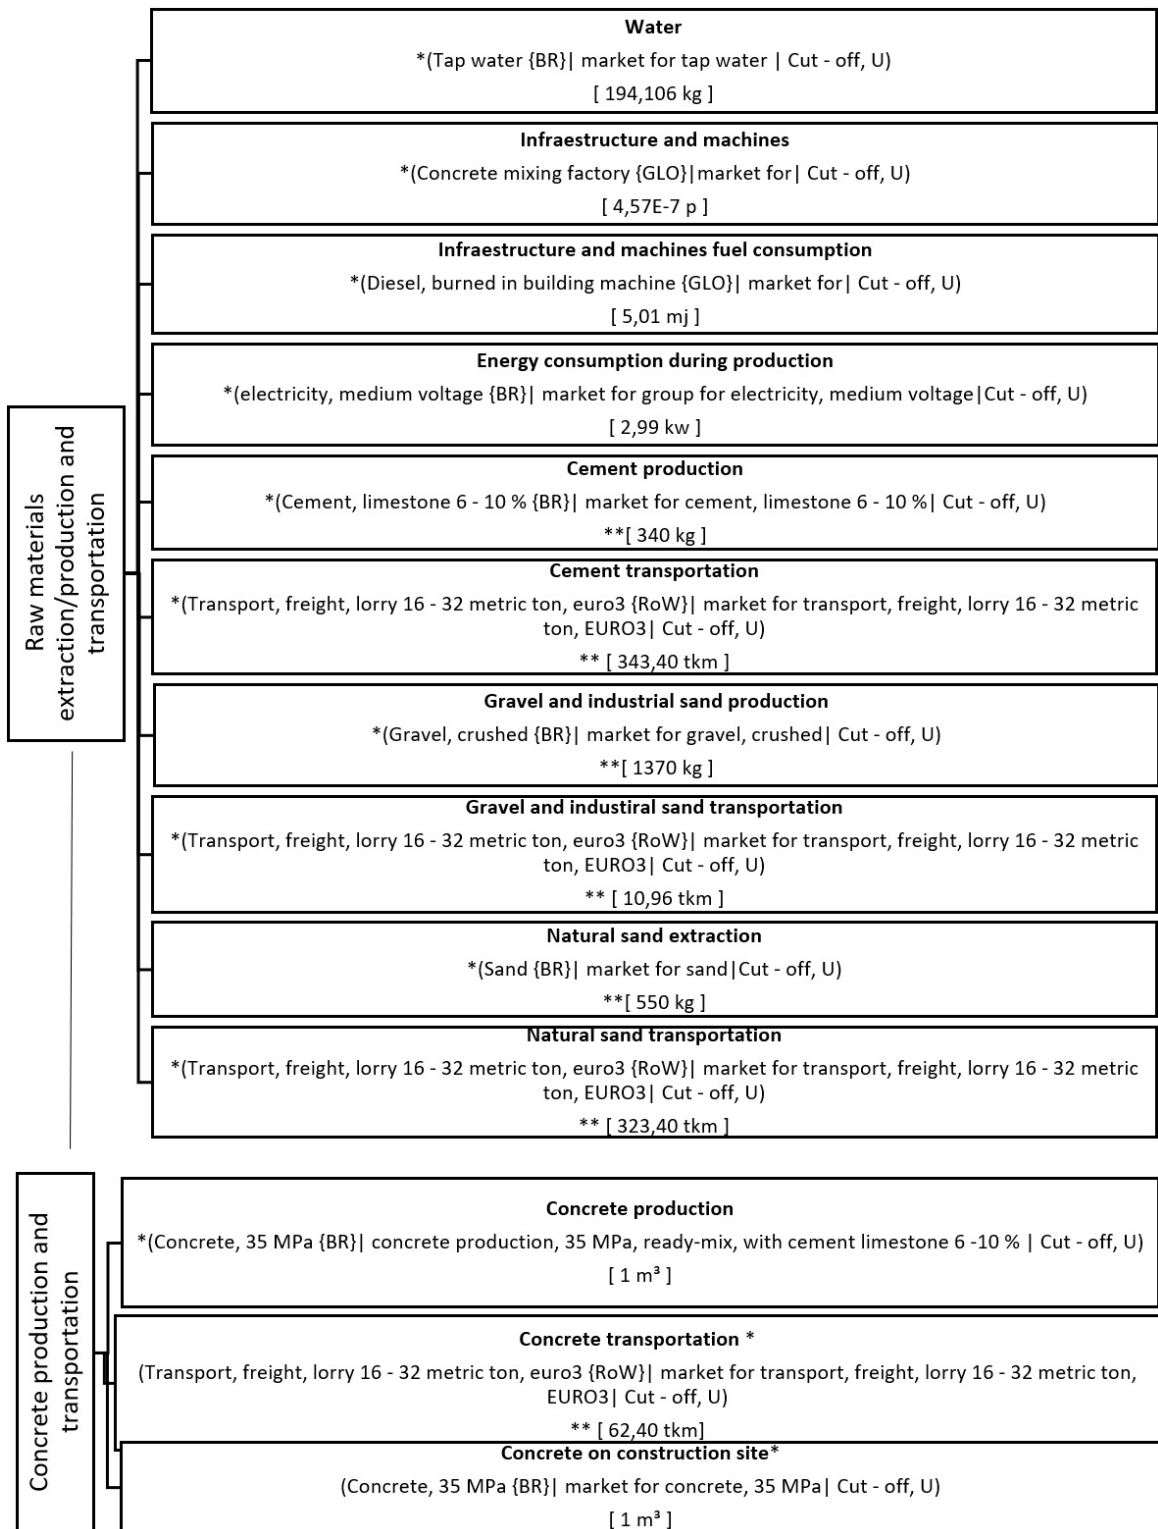 Water
*(Tap water {BR}| market for tap water | Cut - off, U)
[ 194,106 kg ]
Infraestructure and machines
*(Concrete mixing factory {GLO}|market for| Cut - off, U)
[ 4,57E-7 p ]
Infraestructure and machines fuel consumption
*(Diesel, burned in building machine {GLO}| market for| Cut - off, U)
[ 5,01 mj ]
Energy consumption during production
*(electricity, medium voltage {BR}| market for group for electricity, medium voltage|Cut - off, U)
[ 2,99 kw ]
Cement production
*(Cement, limestone 6 - 10 % {BR}| market for cement, limestone 6 - 10 %| Cut - off, U)
**[ 340 kg ]
Cement transportation
*(Transport, freight, lorry 16 - 32 metric ton, euro3 {RoW}| market for transport, freight, lorry 16 - 32 metric
ton, EURO3| Cut - off, U)
** [ 343,40 tkm ]
Gravel and industrial sand production
*(Gravel, crushed {BR}| market for gravel, crushed| Cut - off, U)
**[ 1370 kg ]
Gravel and industiral sand transportation
*(Transport, freight, lorry 16 - 32 metric ton, euro3 {RoW}| market for transport, freight, lorry 16 - 32 metric
ton, EURO3| Cut - off, U)
** [ 10,96 tkm ]
Natural sand extraction
*(Sand {BR}| market for sand|Cut - off, U)
**[ 550 kg ]
Natural sand transportation
*(Transport, freight, lorry 16 - 32 metric ton, euro3 {RoW}| market for transport, freight, lorry 16 - 32 metric
ton, EURO3| Cut - off, U)
** [ 323,40 tkm ]
Raw materials
extraction/production and
transportation
Concrete production
*(Concrete, 35 MPa {BR}| concrete production, 35 MPa, ready-mix, with cement limestone 6 -10 % | Cut - off, U)
[ 1 m³ ]
Concrete transportation *
(Transport, freight, lorry 16 - 32 metric ton, euro3 {RoW}| market for transport, freight, lorry 16 - 32 metric ton,
EURO3| Cut - off, U)
** [ 62,40 tkm]
Concrete on construction site*
(Concrete, 35 MPa {BR}| market for concrete, 35 MPa| Cut - off, U)
[ 1 m³ ]
Concrete production and
transportation